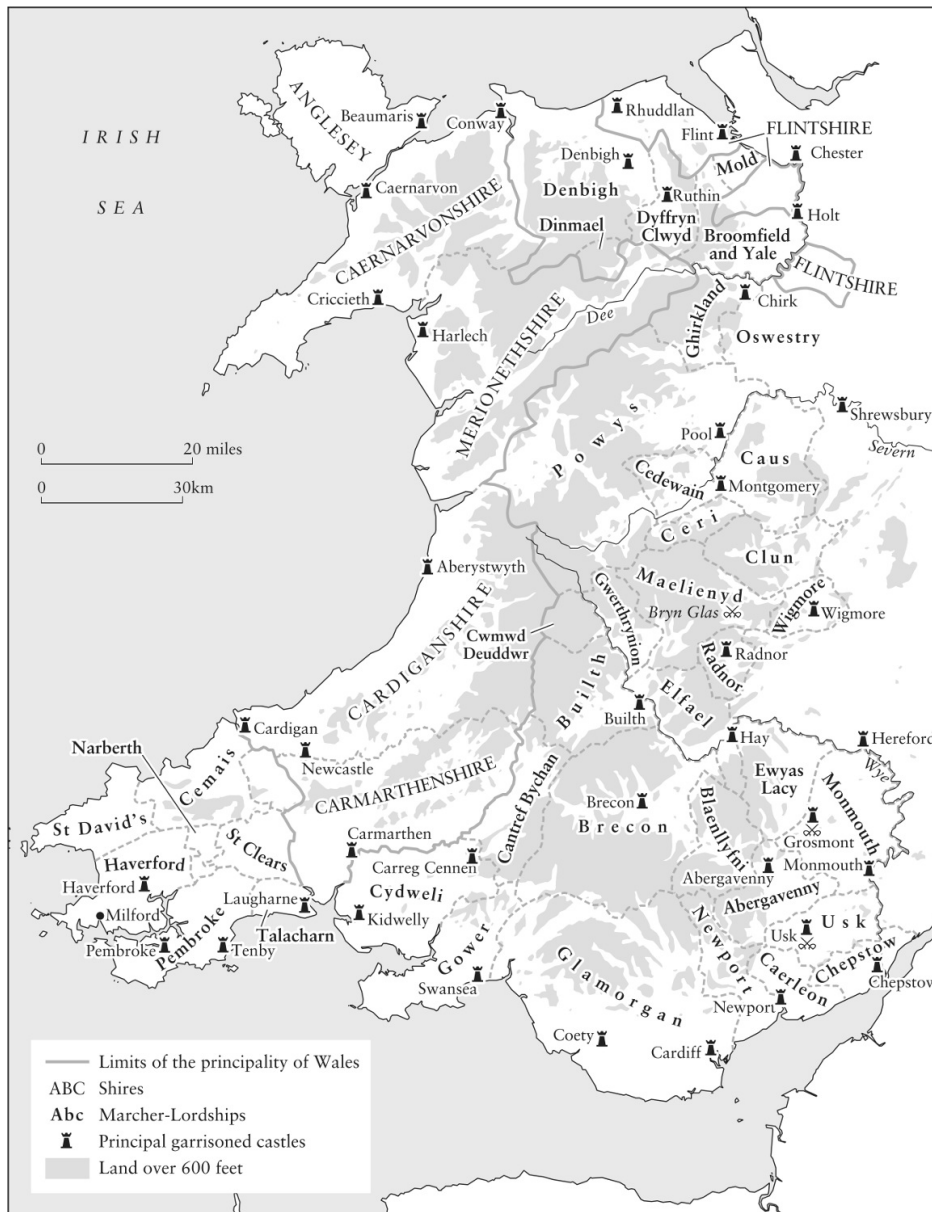 IRISH
SEA
ANGLESEY
Beaumaris
Conway
Rhuddlan
Flint
FLINTSHIRE
Chester
Mold
Denbigh
Denbigh
Caernarvon
Ruthin
Holt
CAERNARVONSHIRE
Dinmael
Dyffryn
Clwyd
Broomfield
and Yale
FLINTSHIRE
Criccieth
Harlech
Dee
Ghirkland
Chirk
Oswestry
MERIONETHSHIRE
Powys
Pool
Shrewsbury
Severn
0 20 miles
0 30km
Caus
Cedewain
Montgomery
Ceri
Clun
Aberystwyth
Maelienyd
Gwerthrynion
Bryn Glas
Wigmore
Wigmore
CARDIGANSHIRE
Cwmwd
Deuddwr
Radnor
Radnor
Builth
Elfael
Builth
Cardigan
Hay
Hereford
Wye
Narberth
Newcastle
Cemais
CARMARTHENSHIRE
Cantref Bychan
Brecon
Brecon
Ewyas
Lacy
Monmouth
Blaenllyfni
Grosmont
St David's
St Clears
Carmarthen
Carreg Cennen
Haverford
Haverford
Abergavenny
Monmouth
Laugharne
Cydweli
Kidwelly
Abergavenny
Milford
Talacharn
Usk
Usk
Pembroke
Pembroke
Tenby
Gower
Newport
Chepstow
Chepstow
Swansea
Glamorgan
Caerleon
Newport
Coety
Cardiff
Limits of the principality of Wales
ABC Shires
Abc Marcher-Lordships
Principal garrisoned castles
Land over 600 feet